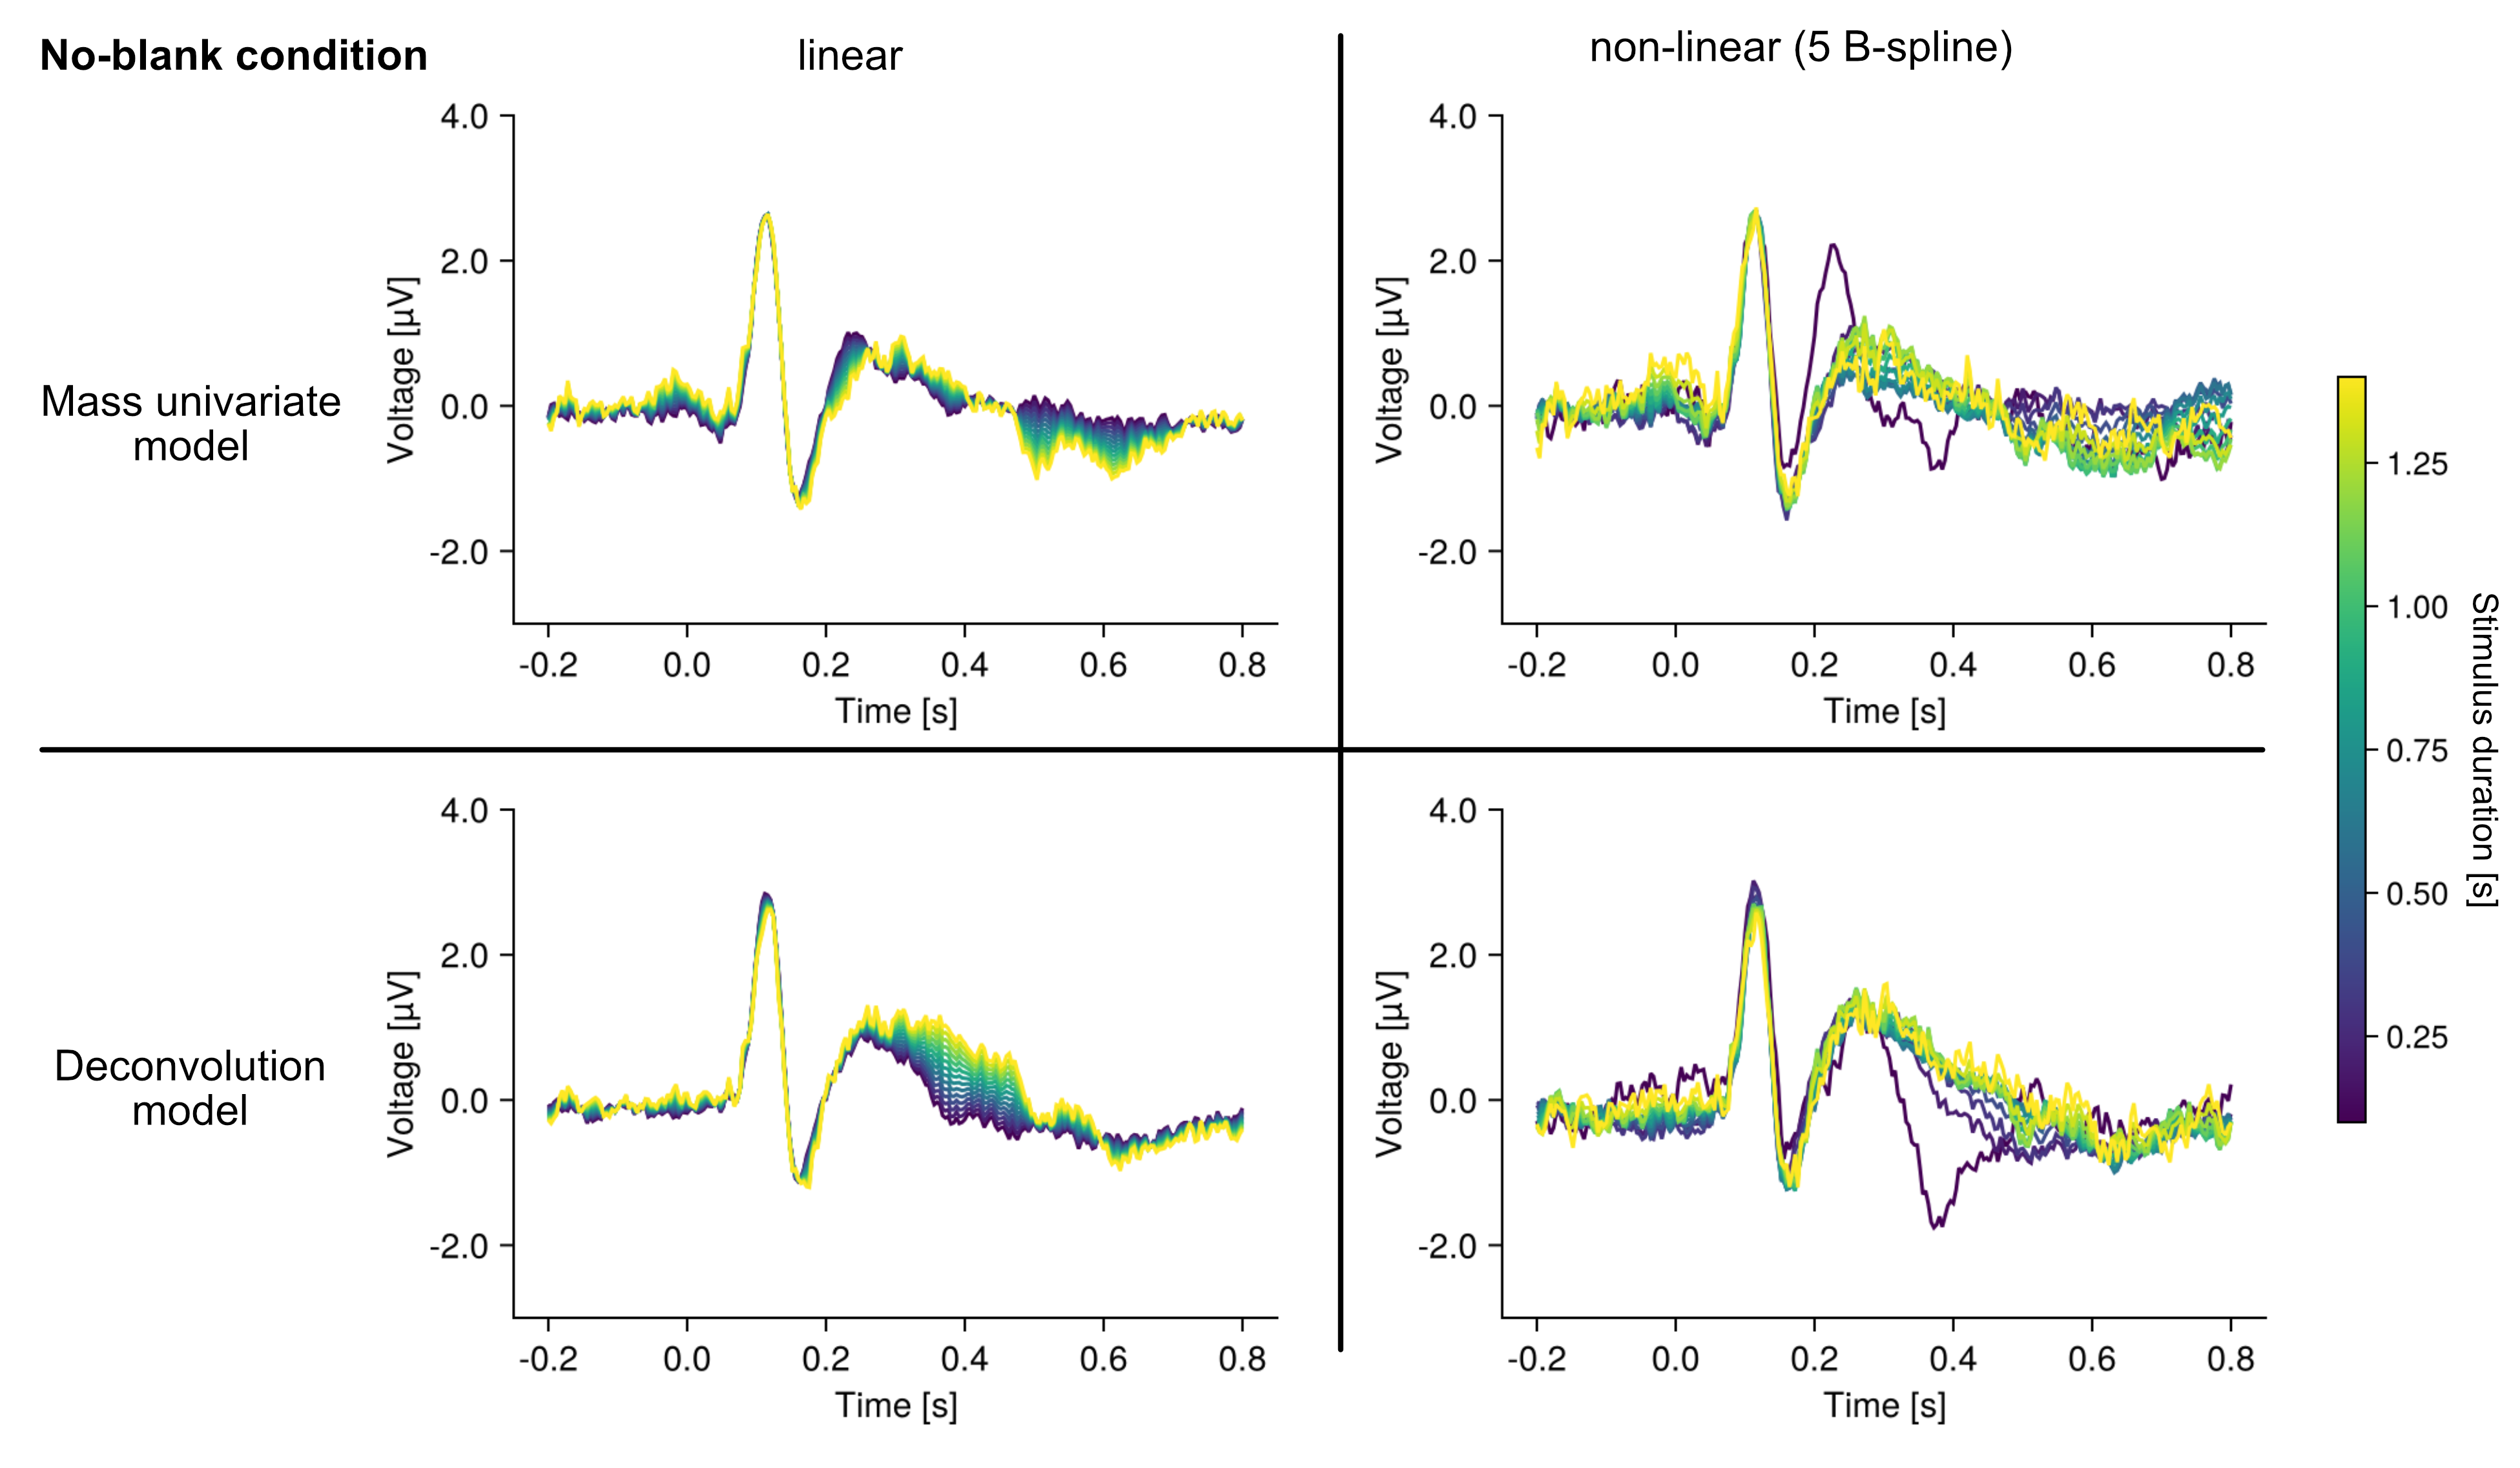 No-blank condition
linear
non-linear (5 B-spline)
Mass univariate
model
Voltage [µV]
4.0
2.0
0.0
-2.0
-0.2 0.0 0.2 0.4 0.6 0.8
Time [s]
Voltage [µV]
4.0
2.0
0.0
-2.0
-0.2 0.0 0.2 0.4 0.6 0.8
Time [s]
Deconvolution
model
Voltage [µV]
4.0
2.0
0.0
-2.0
-0.2 0.0 0.2 0.4 0.6 0.8
Time [s]
Voltage [µV]
4.0
2.0
0.0
-2.0
-0.2 0.0 0.2 0.4 0.6 0.8
Time [s]
1.25
1.00
0.75
0.50
0.25
Stimulus duration [s]